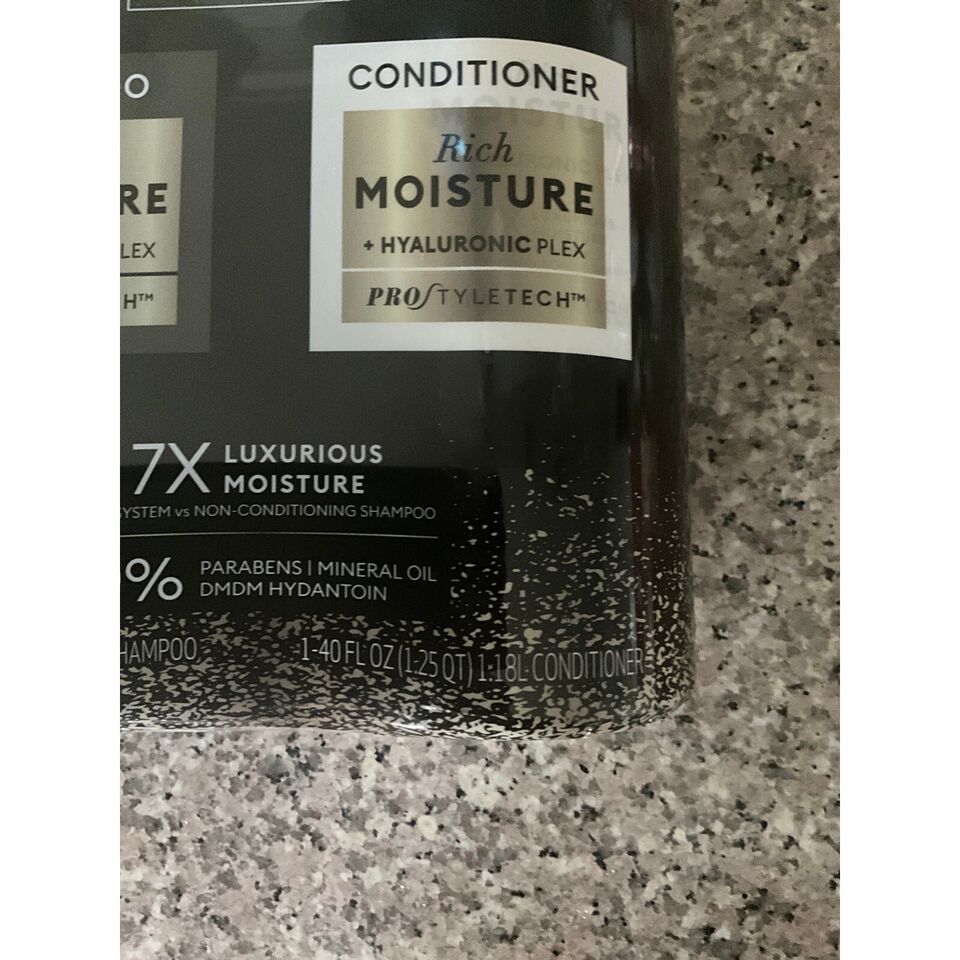 O
CONDITIONER
Rich
MOISTURE
+ HYALURONIC PLEX
PROSTYLETECH™
RE
LEX
H™
7X LUXURIOUS
MOISTURE
SYSTEM vs NON-CONDITIONING SHAMPOO
% PARABENS | MINERAL OIL
DMDM HYDANTOIN
HAMPOO
1-40 FL OZ (1.25 QT) 1.18L CONDITIONER